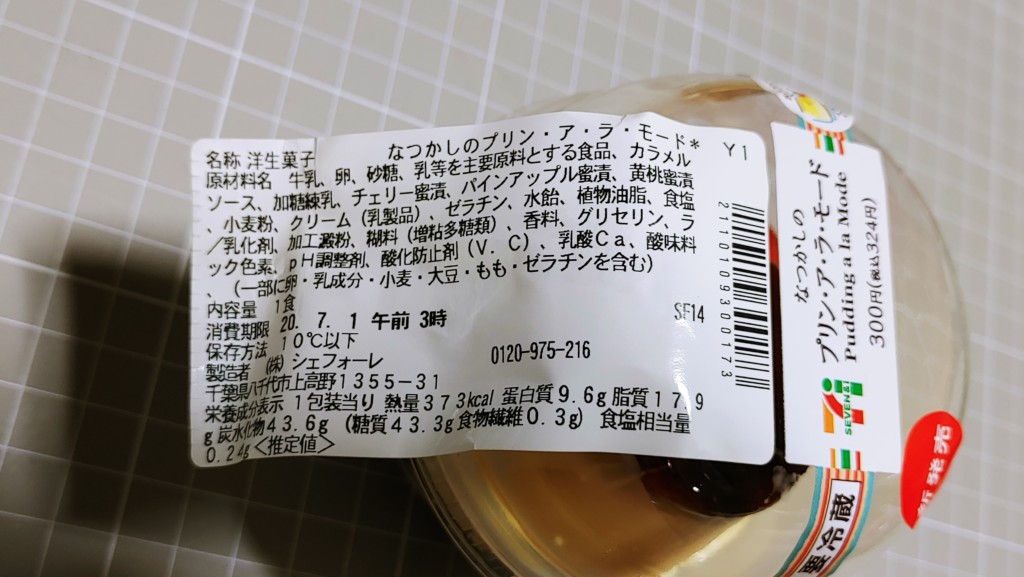 なつかしのプリン・ア・ラ・モード*
名称 洋生菓子
原材料名 牛乳、卵、砂糖、乳等を主要原料とする食品、カラメル
ソース、加糖練乳、チェリー蜜漬、パインアップル蜜漬、黄桃蜜漬
、小麦粉、クリーム(乳製品)、ゼラチン、水飴、植物油脂、食塩
/乳化剤、加工澱粉、糊料(増粘多糖類)、香料、グリセリン、ラ
ック色素、pH調整剤、酸化防止剤(V.C)、乳酸Ca、酸味料
、(一部に卵・乳成分・小麦・大豆・もも・ゼラチンを含む)
内容量 1食
消費期限 20. 7. 1 午前 3時
保存方法 10℃以下
製造者 (株)シェフォーレ
千葉県八千代市上高野1355-31
栄養成分表示 1包装当り 熱量373kcal 蛋白質9.6g 脂質17.9
g 炭水化物43.6g (糖質43.3g 食物繊維0.3g) 食塩相当量
0.24g<推定値>
Y1
SF14
0120-975-216
2110109300173
なつかしの
プリン・ア・ラ・モード
Pudding a la Mode
300円(税込324円)
SEVEN&i
要冷蔵
新発売